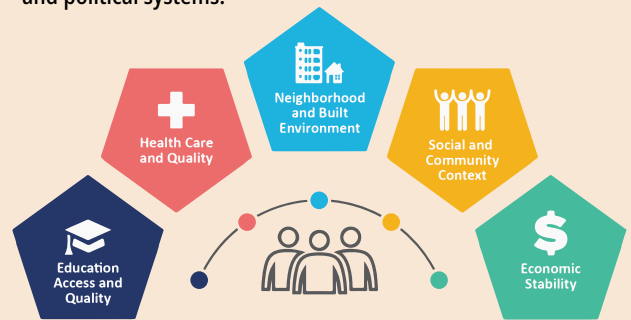 and political systems.
Neighborhood
and Built
Environment
Health Care
and Quality
Social and
Community
Context
Education
Access and
Quality
Economic
Stability